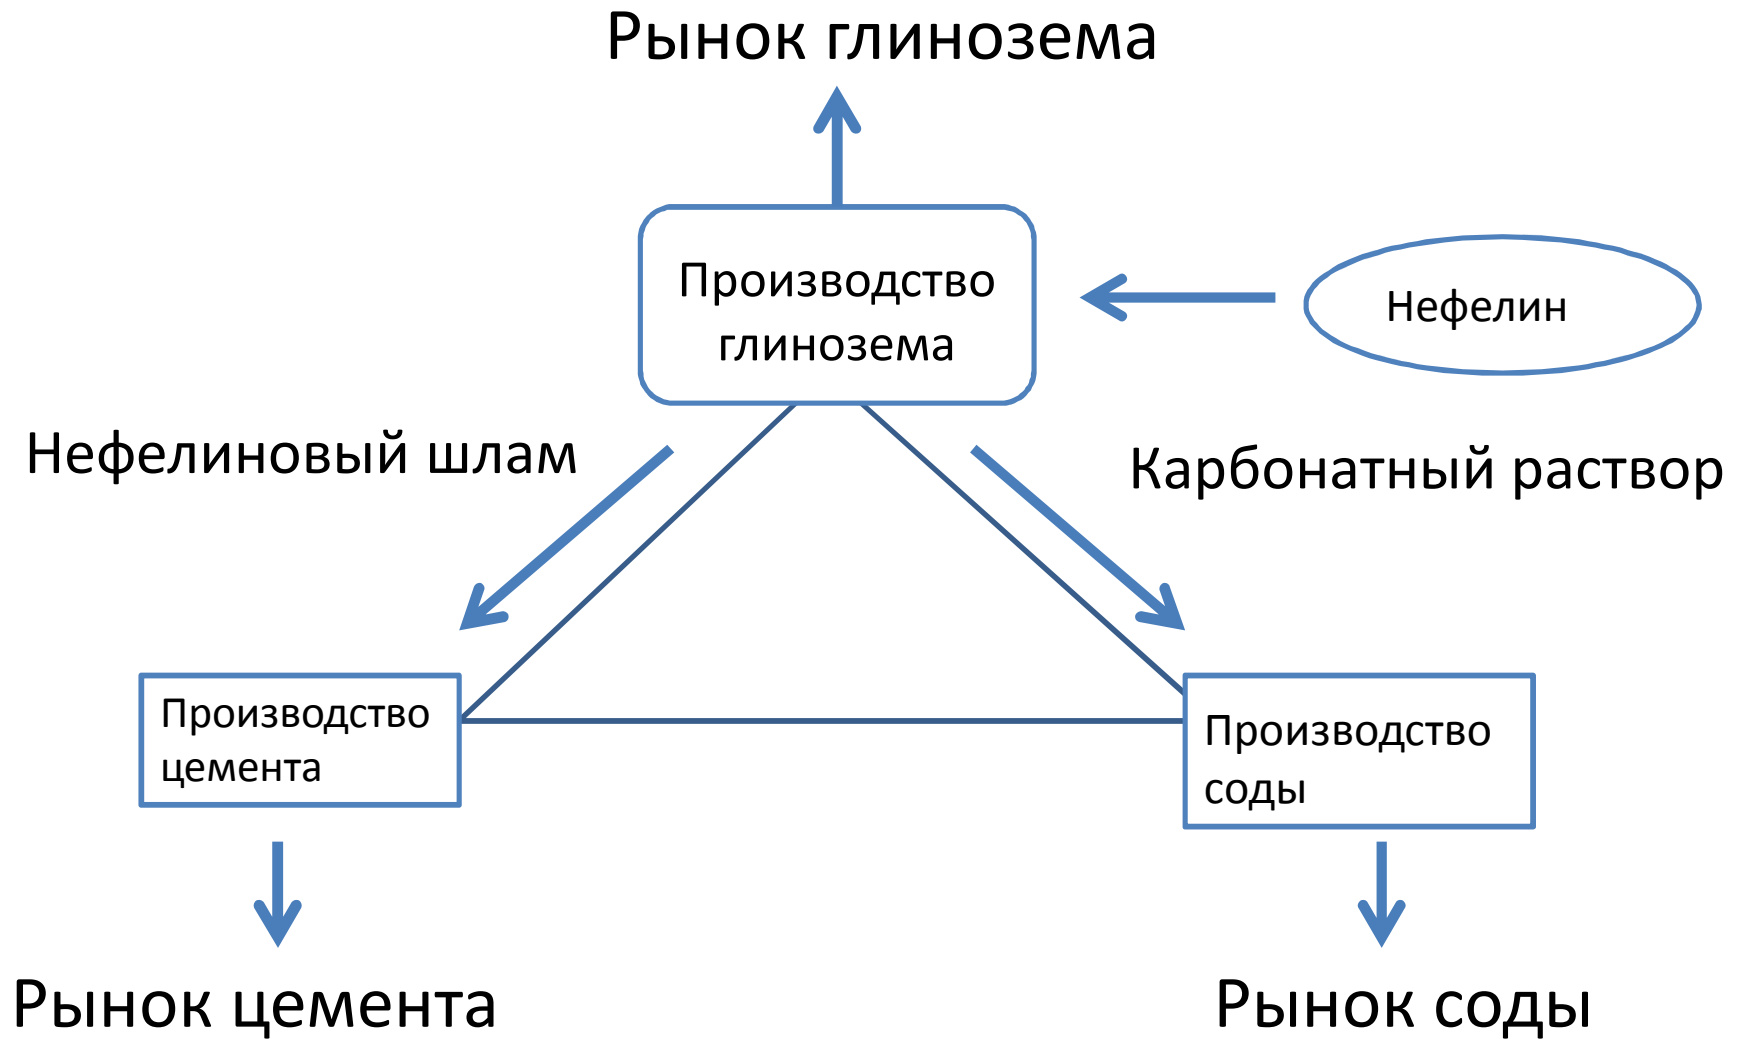 Рынок глинозема
Производство
глинозема
Нефелин
Нефелиновый шлам
Карбонатный раствор
Производство
цемента
Производство
соды
Рынок цемента
Рынок соды